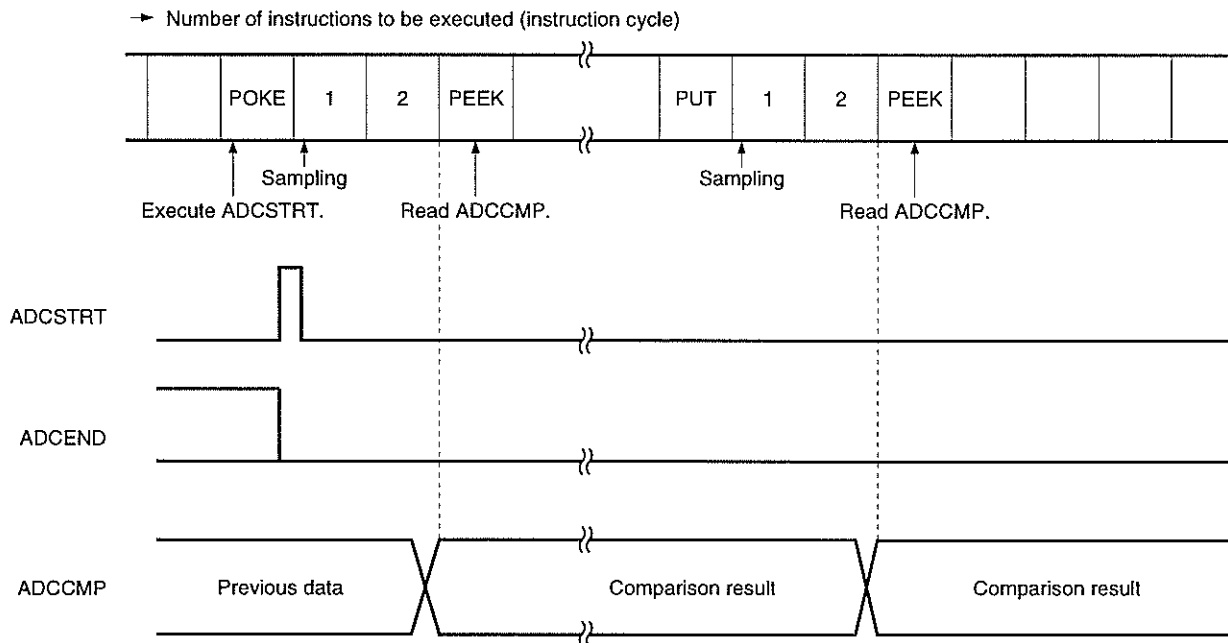 → Number of instructions to be executed (instruction cycle)
POKE 1 2 PEEK PUT 1 2 PEEK
Sampling Sampling
Execute ADCSTRT. Read ADCCMP. Read ADCCMP.
ADCSTRT
ADCEND
ADCCMP Previous data Comparison result Comparison result